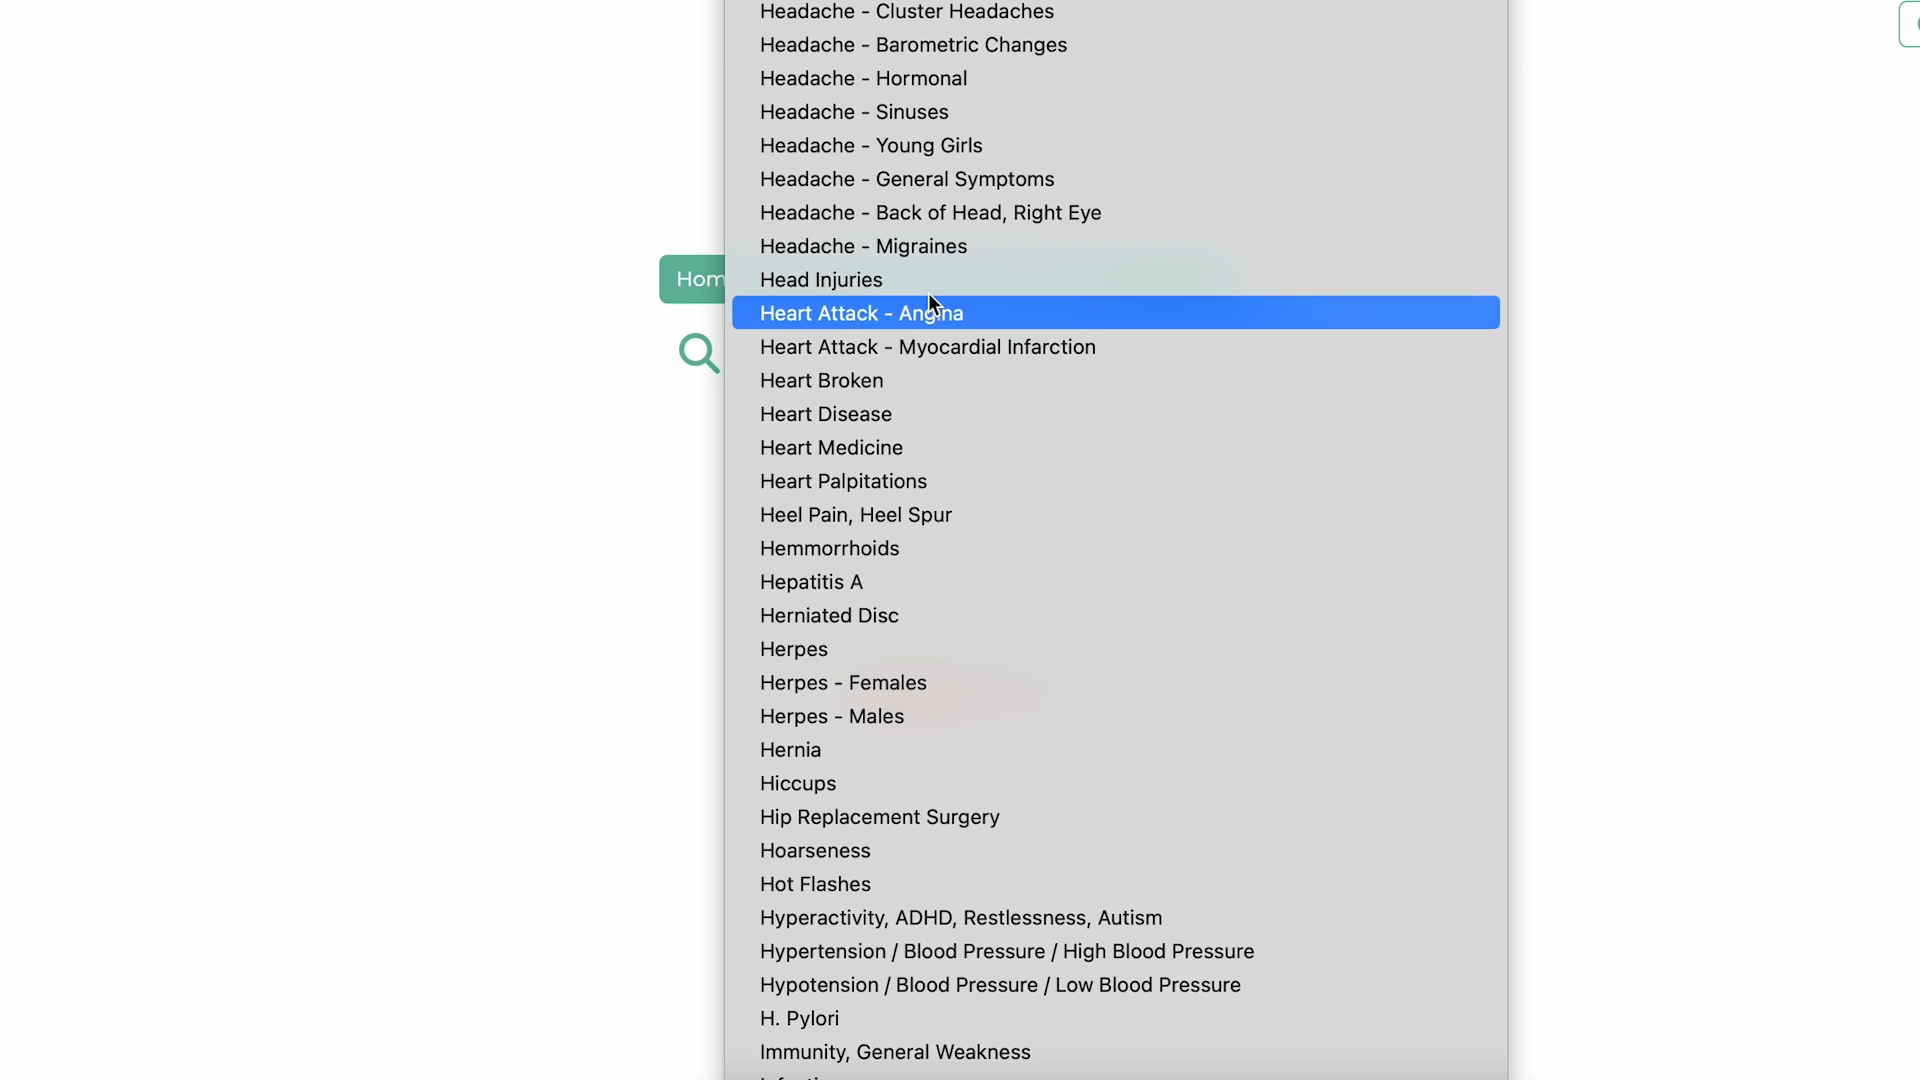 Headache - Cluster Headaches
Headache - Barometric Changes
Headache - Hormonal
Headache - Sinuses
Headache - Young Girls
Headache - General Symptoms
Headache - Back of Head, Right Eye
Headache - Migraines
Hom
Head Injuries
Heart Attack - Angina
Heart Attack - Myocardial Infarction
Heart Broken
Heart Disease
Heart Medicine
Heart Palpitations
Heel Pain, Heel Spur
Hemmorrhoids
Hepatitis A
Herniated Disc
Herpes
Herpes - Females
Herpes - Males
Hernia
Hiccups
Hip Replacement Surgery
Hoarseness
Hot Flashes
Hyperactivity, ADHD, Restlessness, Autism
Hypertension / Blood Pressure / High Blood Pressure
Hypotension / Blood Pressure / Low Blood Pressure
H. Pylori
Immunity, General Weakness